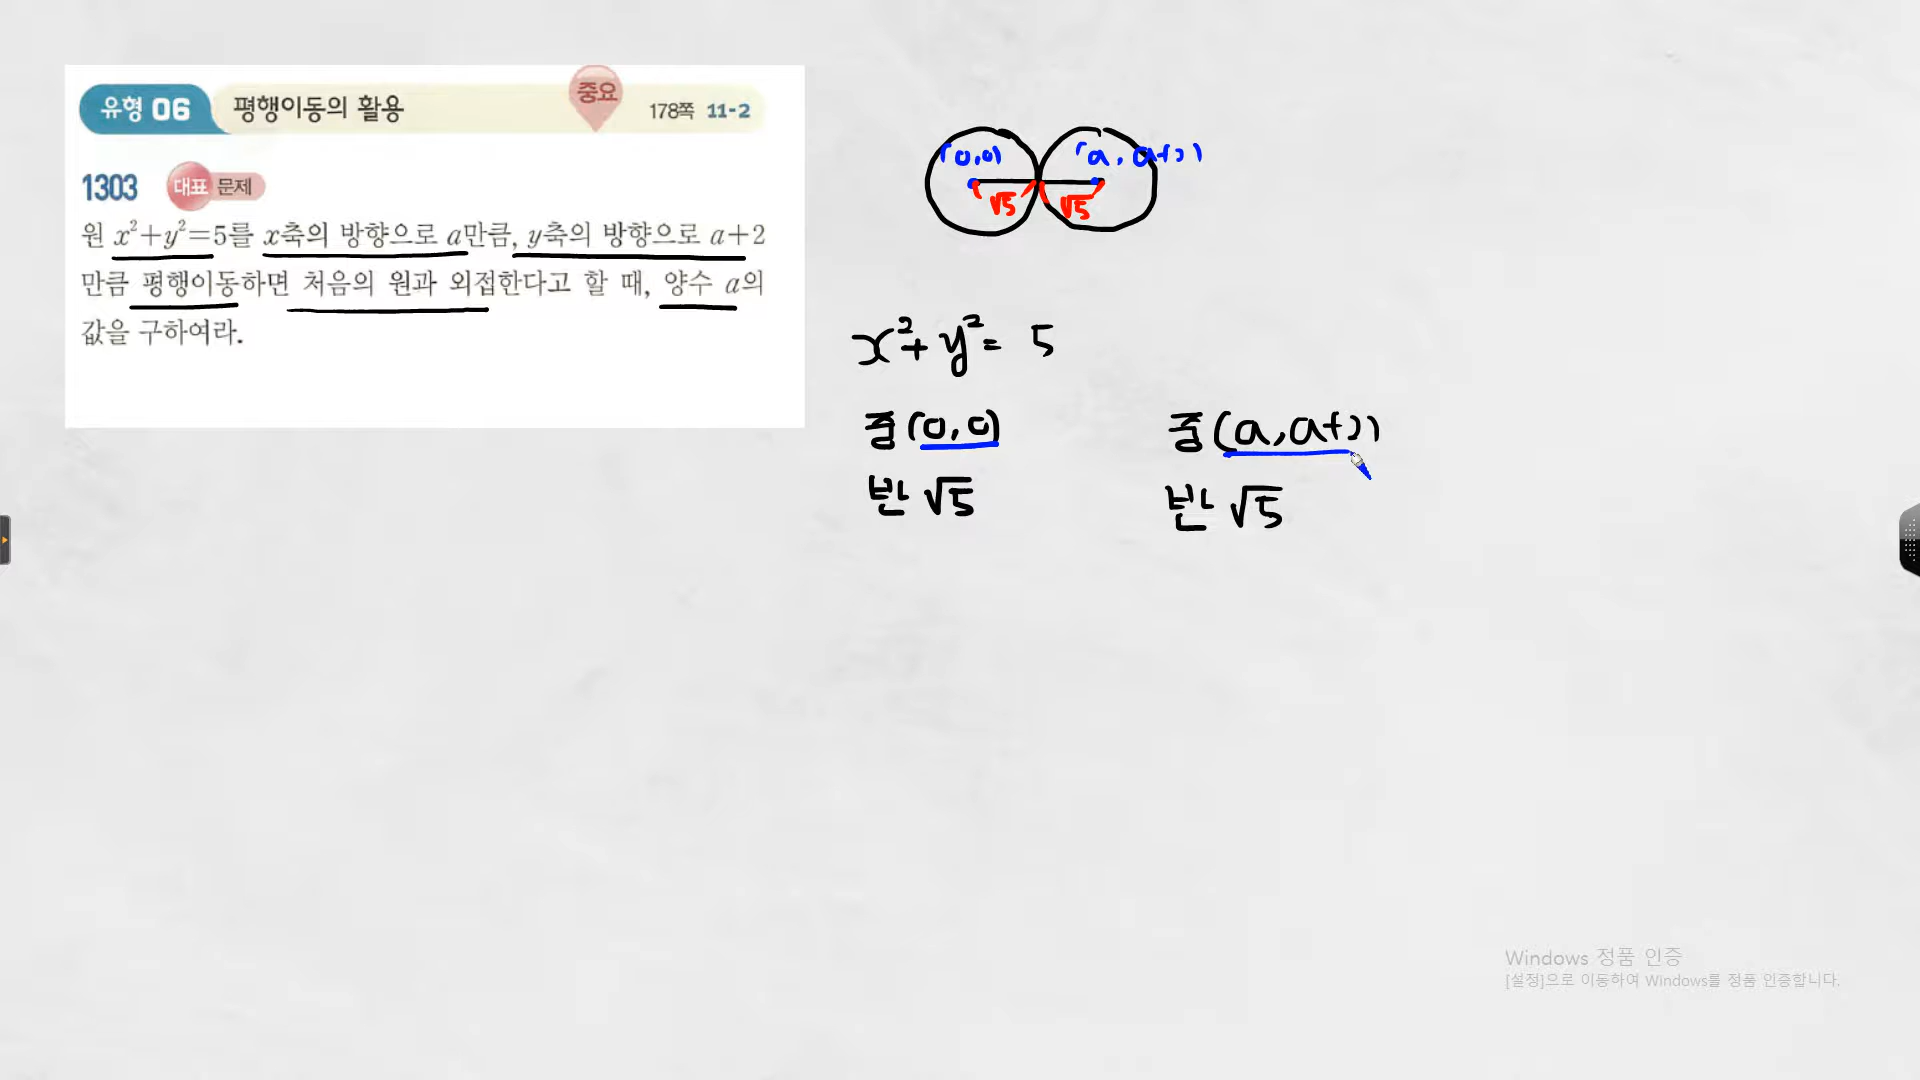 유형 06 평행이동의 활용 중요 178쪽 11-2
1303 대표 문제
원 x²+y²=5를 x축의 방향으로 a만큼, y축의 방향으로 a+2
만큼 평행이동하면 처음의 원과 외접한다고 할 때, 양수 a의
값을 구하여라.
(0,0) (a, a+2)
√5 √5
x²+y²= 5
중(0,0) 중(a,a+2)
반 √5 반 √5
Windows 정품 인증
[설정]으로 이동하여 Windows를 정품 인증합니다.